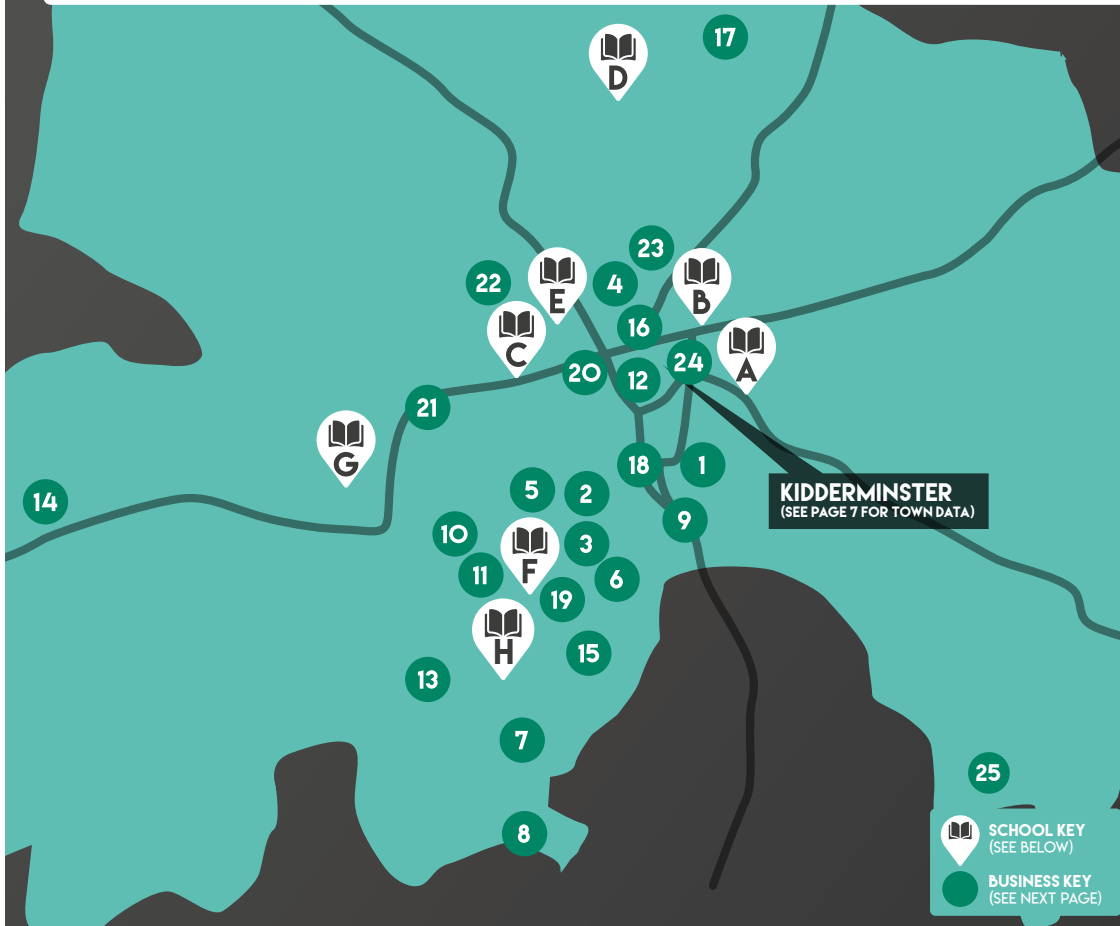 17
D
23
22
E
4
B
16
C
A
24
20
12
21
G
18
1
KIDDERMINSTER
(SEE PAGE 7 FOR TOWN DATA)
14
5
2
9
10
3
F
11
6
19
H
15
13
7
25
8
SCHOOL KEY
(SEE BELOW)
BUSINESS KEY
(SEE NEXT PAGE)